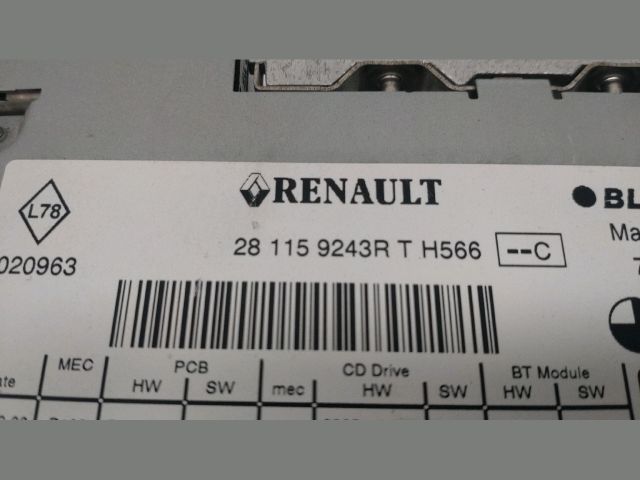 L78
RENAULT
BL
020963
28 115 9243R T H566 --C
Ma
7
MEC PCB CD Drive BT Module
HW SW mec HW SW HW SW